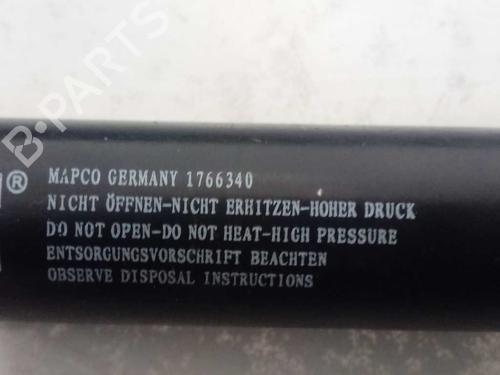 B-PARTS
®
MAPCO GERMANY 1766340
NICHT ÖFFNEN-NICHT ERHITZEN-HOHER DRUCK
DO NOT OPEN-DO NOT HEAT-HIGH PRESSURE
ENTSORGUNGSVORSCHRIFT BEACHTEN
OBSERVE DISPOSAL INSTRUCTIONS